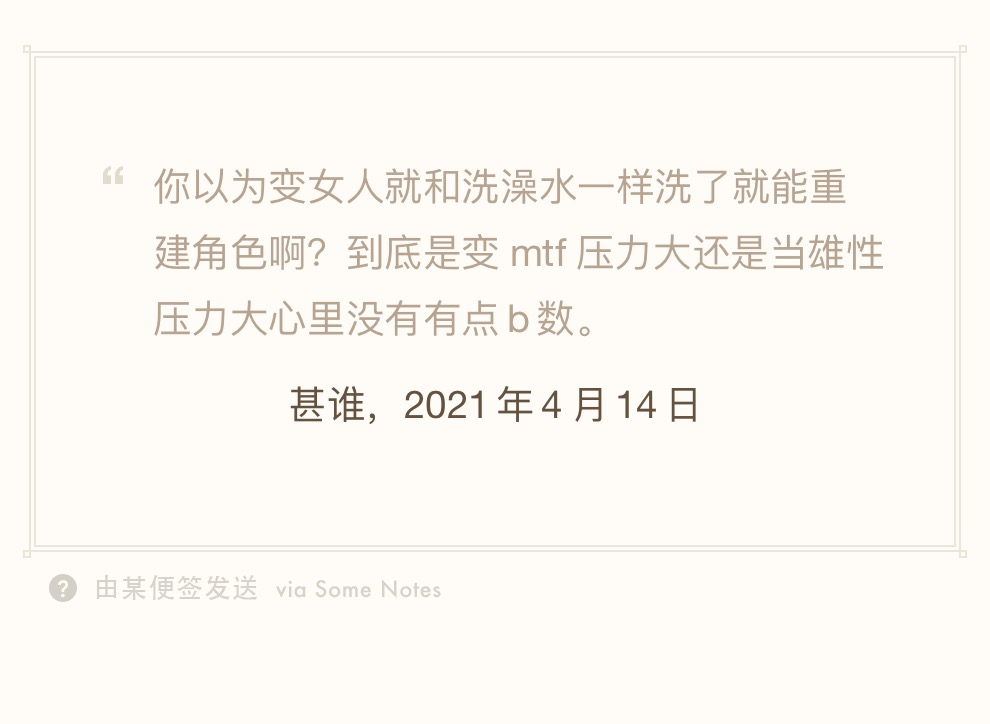 “ 你以为变女人就和洗澡水一样洗了就能重
建角色啊？到底是变 mtf 压力大还是当雄性
压力大心里没有有点 b 数。
甚谁，2021 年 4 月 14 日
? 由某便签发送 via Some Notes